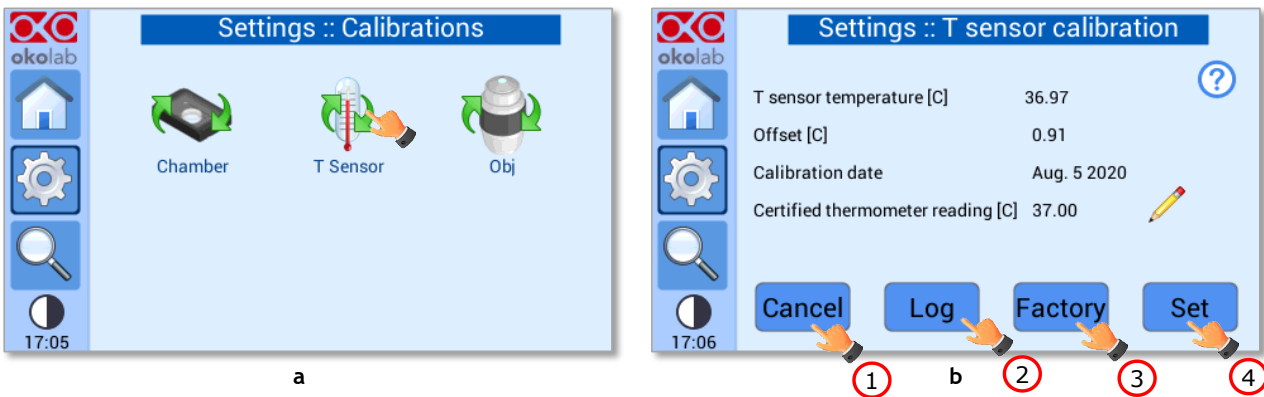 okolab
Settings :: Calibrations
Chamber
T Sensor
Obj
17:05
a
okolab
Settings :: T sensor calibration
?
T sensor temperature [C] 36.97
Offset [C] 0.91
Calibration date Aug. 5 2020
Certified thermometer reading [C] 37.00
Cancel
Log
Factory
Set
17:06
1
b
2
3
4